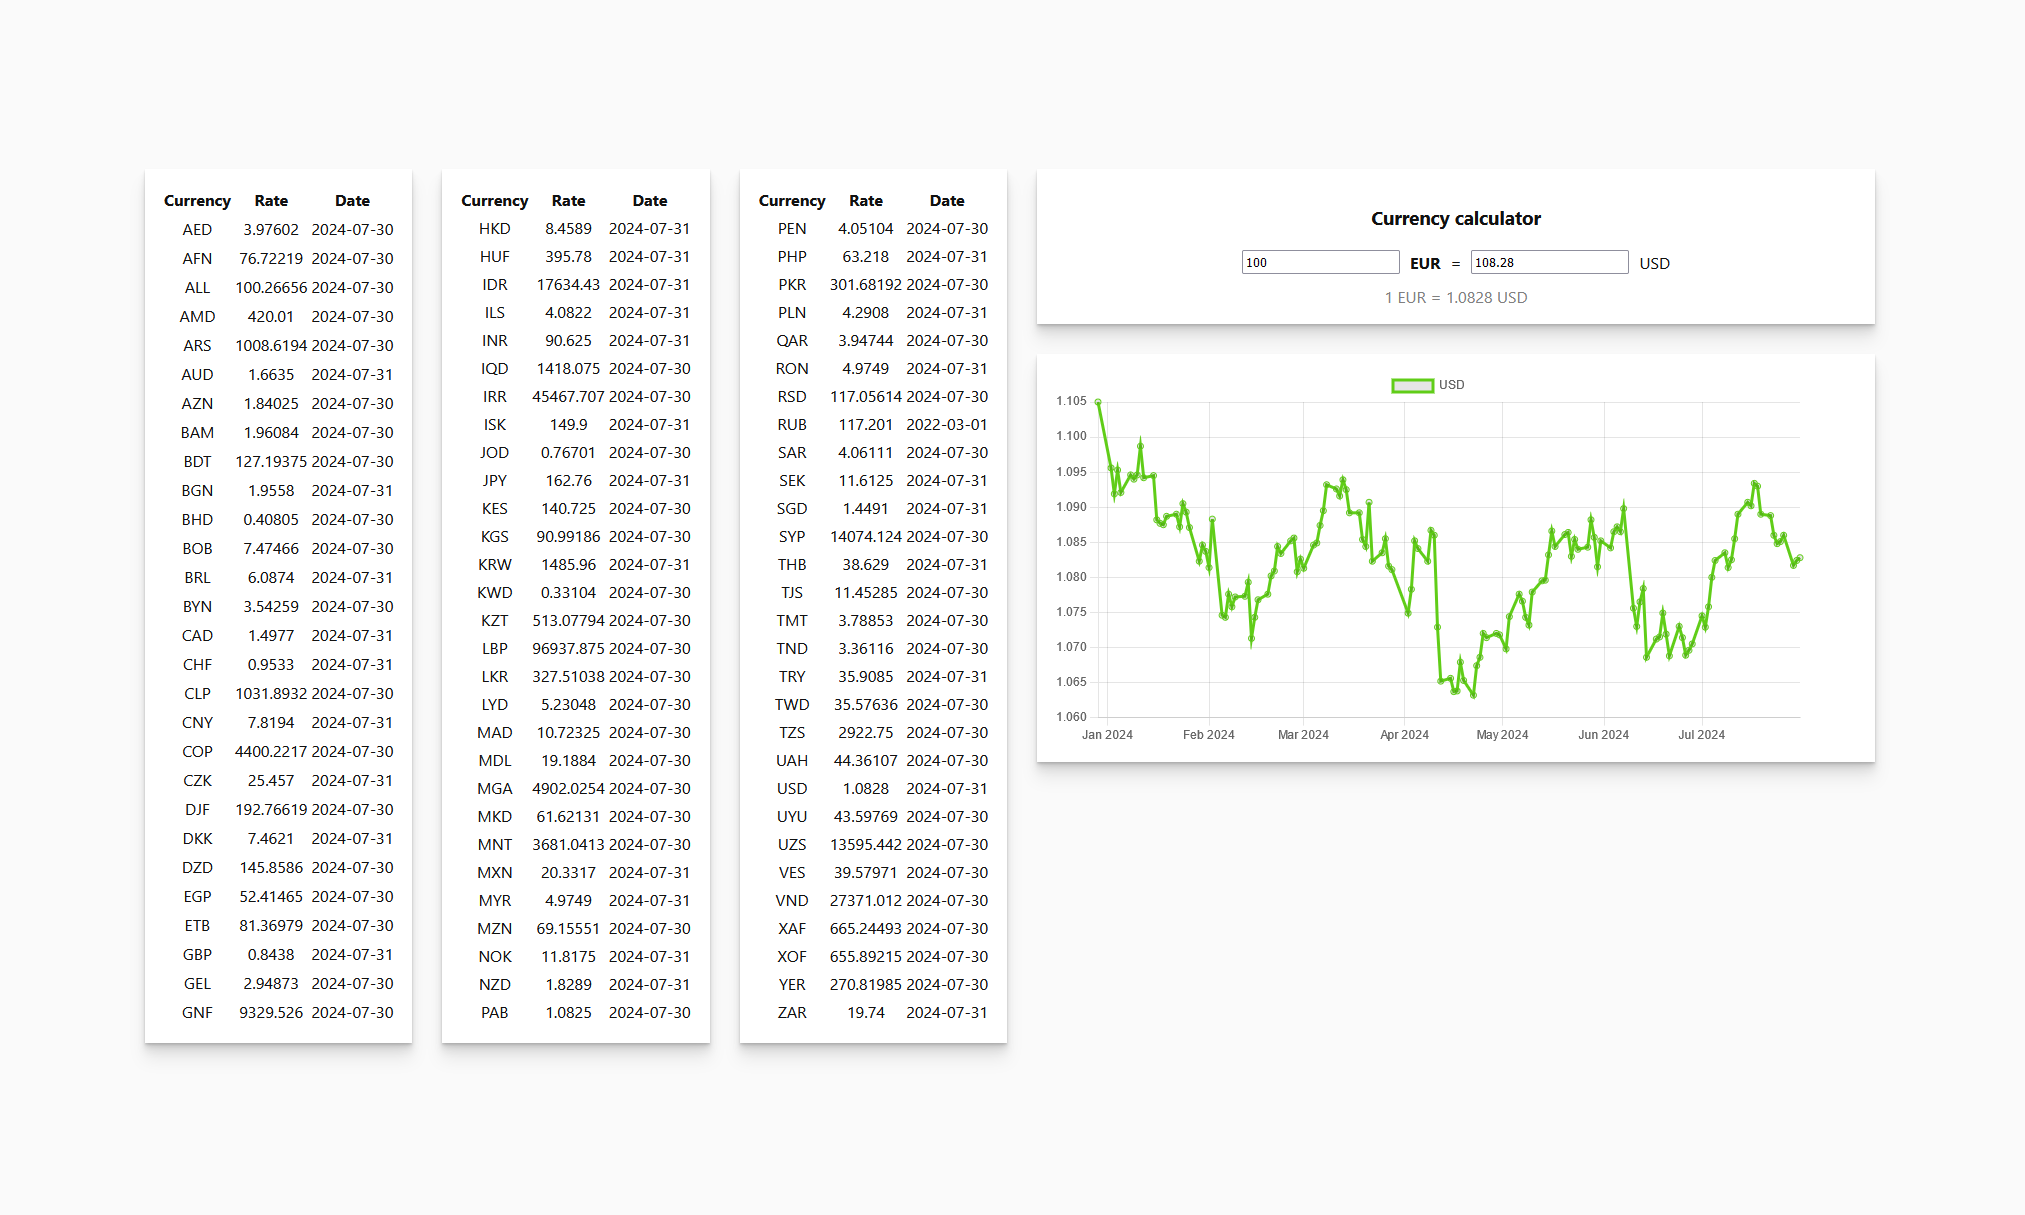 Currency Rate Date
AED 3.97602 2024-07-30
AFN 76.72219 2024-07-30
ALL 100.26656 2024-07-30
AMD 420.01 2024-07-30
ARS 1008.6194 2024-07-30
AUD 1.6635 2024-07-31
AZN 1.84025 2024-07-30
BAM 1.96084 2024-07-30
BDT 127.19375 2024-07-30
BGN 1.9558 2024-07-31
BHD 0.40805 2024-07-30
BOB 7.47466 2024-07-30
BRL 6.0874 2024-07-31
BYN 3.54259 2024-07-30
CAD 1.4977 2024-07-31
CHF 0.9533 2024-07-31
CLP 1031.8932 2024-07-30
CNY 7.8194 2024-07-31
COP 4400.2217 2024-07-30
CZK 25.457 2024-07-31
DJF 192.76619 2024-07-30
DKK 7.4621 2024-07-31
DZD 145.8586 2024-07-30
EGP 52.41465 2024-07-30
ETB 81.36979 2024-07-30
GBP 0.8438 2024-07-31
GEL 2.94873 2024-07-30
GNF 9329.526 2024-07-30
Currency Rate Date
HKD 8.4589 2024-07-31
HUF 395.78 2024-07-31
IDR 17634.43 2024-07-31
ILS 4.0822 2024-07-31
INR 90.625 2024-07-31
IQD 1418.075 2024-07-30
IRR 45467.707 2024-07-30
ISK 149.9 2024-07-31
JOD 0.76701 2024-07-30
JPY 162.76 2024-07-31
KES 140.725 2024-07-30
KGS 90.99186 2024-07-30
KRW 1485.96 2024-07-31
KWD 0.33104 2024-07-30
KZT 513.07794 2024-07-30
LBP 96937.875 2024-07-30
LKR 327.51038 2024-07-30
LYD 5.23048 2024-07-30
MAD 10.72325 2024-07-30
MDL 19.1884 2024-07-30
MGA 4902.0254 2024-07-30
MKD 61.62131 2024-07-30
MNT 3681.0413 2024-07-30
MXN 20.3317 2024-07-31
MYR 4.9749 2024-07-31
MZN 69.15551 2024-07-30
NOK 11.8175 2024-07-31
NZD 1.8289 2024-07-31
PAB 1.0825 2024-07-30
Currency Rate Date
PEN 4.05104 2024-07-30
PHP 63.218 2024-07-31
PKR 301.68192 2024-07-30
PLN 4.2908 2024-07-31
QAR 3.94744 2024-07-30
RON 4.9749 2024-07-31
RSD 117.05614 2024-07-30
RUB 117.201 2022-03-01
SAR 4.06111 2024-07-30
SEK 11.6125 2024-07-31
SGD 1.4491 2024-07-31
SYP 14074.124 2024-07-30
THB 38.629 2024-07-31
TJS 11.45285 2024-07-30
TMT 3.78853 2024-07-30
TND 3.36116 2024-07-30
TRY 35.9085 2024-07-31
TWD 35.57636 2024-07-30
TZS 2922.75 2024-07-30
UAH 44.36107 2024-07-30
USD 1.0828 2024-07-31
UYU 43.59769 2024-07-30
UZS 13595.442 2024-07-30
VES 39.57971 2024-07-30
VND 27371.012 2024-07-30
XAF 665.24493 2024-07-30
XOF 655.89215 2024-07-30
YER 270.81985 2024-07-30
ZAR 19.74 2024-07-31
Currency calculator
100 EUR = 108.28 USD
1 EUR = 1.0828 USD
USD
1.105
1.100
1.095
1.090
1.085
1.080
1.075
1.070
1.065
1.060
Jan 2024 Feb 2024 Mar 2024 Apr 2024 May 2024 Jun 2024 Jul 2024